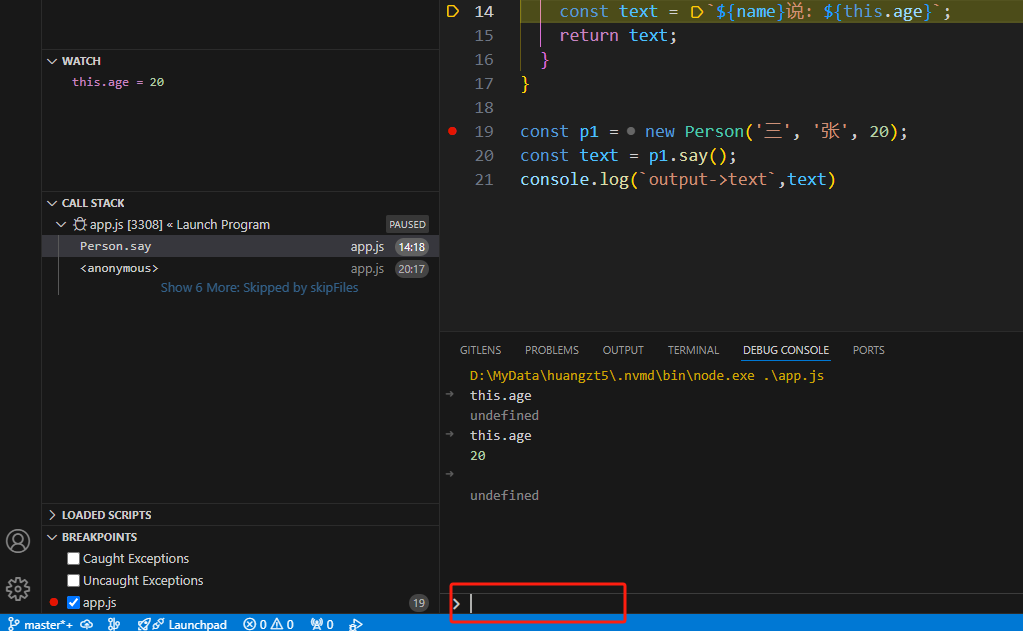 WATCH
this.age = 20
CALL STACK
app.js [3308] « Launch Program PAUSED
Person.say app.js 14:18
<anonymous> app.js 20:17
Show 6 More: Skipped by skipFiles
LOADED SCRIPTS
BREAKPOINTS
Caught Exceptions
Uncaught Exceptions
app.js 19
14 const text = `${name}说: ${this.age}`;
15 return text;
16 }
17 }
18
19 const p1 = new Person('三', '张', 20);
20 const text = p1.say();
21 console.log(`output->text`,text)
GITLENS PROBLEMS OUTPUT TERMINAL DEBUG CONSOLE PORTS
D:\MyData\huangzt5\.nvmd\bin\node.exe .\app.js
this.age
undefined
this.age
20
undefined
master*+ Launchpad 0 0 0